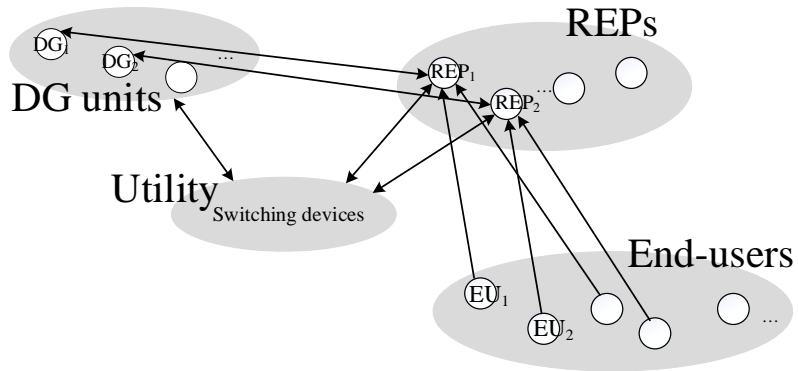 REPs
DG₁
DG₂
...
REP₁
REP₂
...
DG units
Utility
Switching devices
End-users
EU₁
EU₂
...